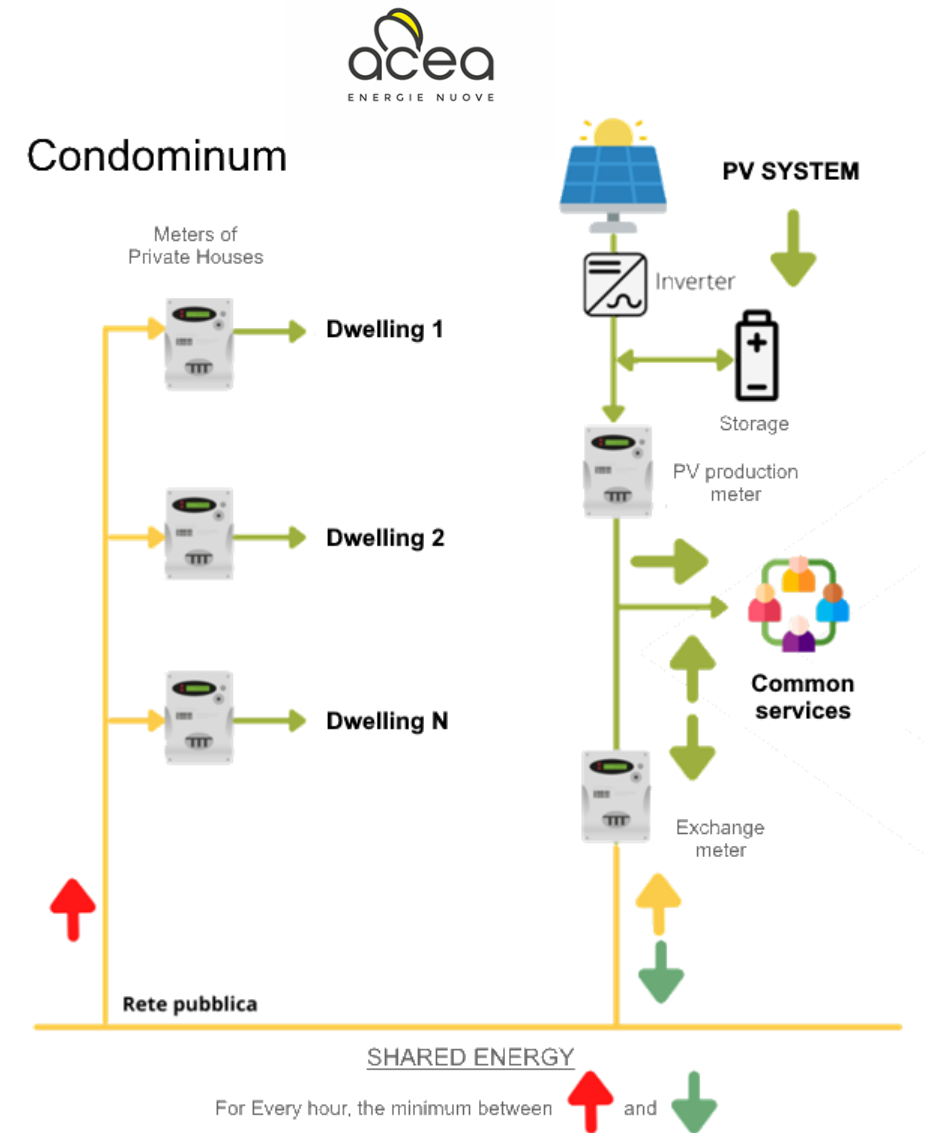 acea
ENERGIE NUOVE
Condominum
PV SYSTEM
Meters of
Private Houses
Inverter
Dwelling 1
Storage
PV production
meter
Dwelling 2
Common
services
Dwelling N
Exchange
meter
Rete pubblica
SHARED ENERGY
For Every hour, the minimum between
and